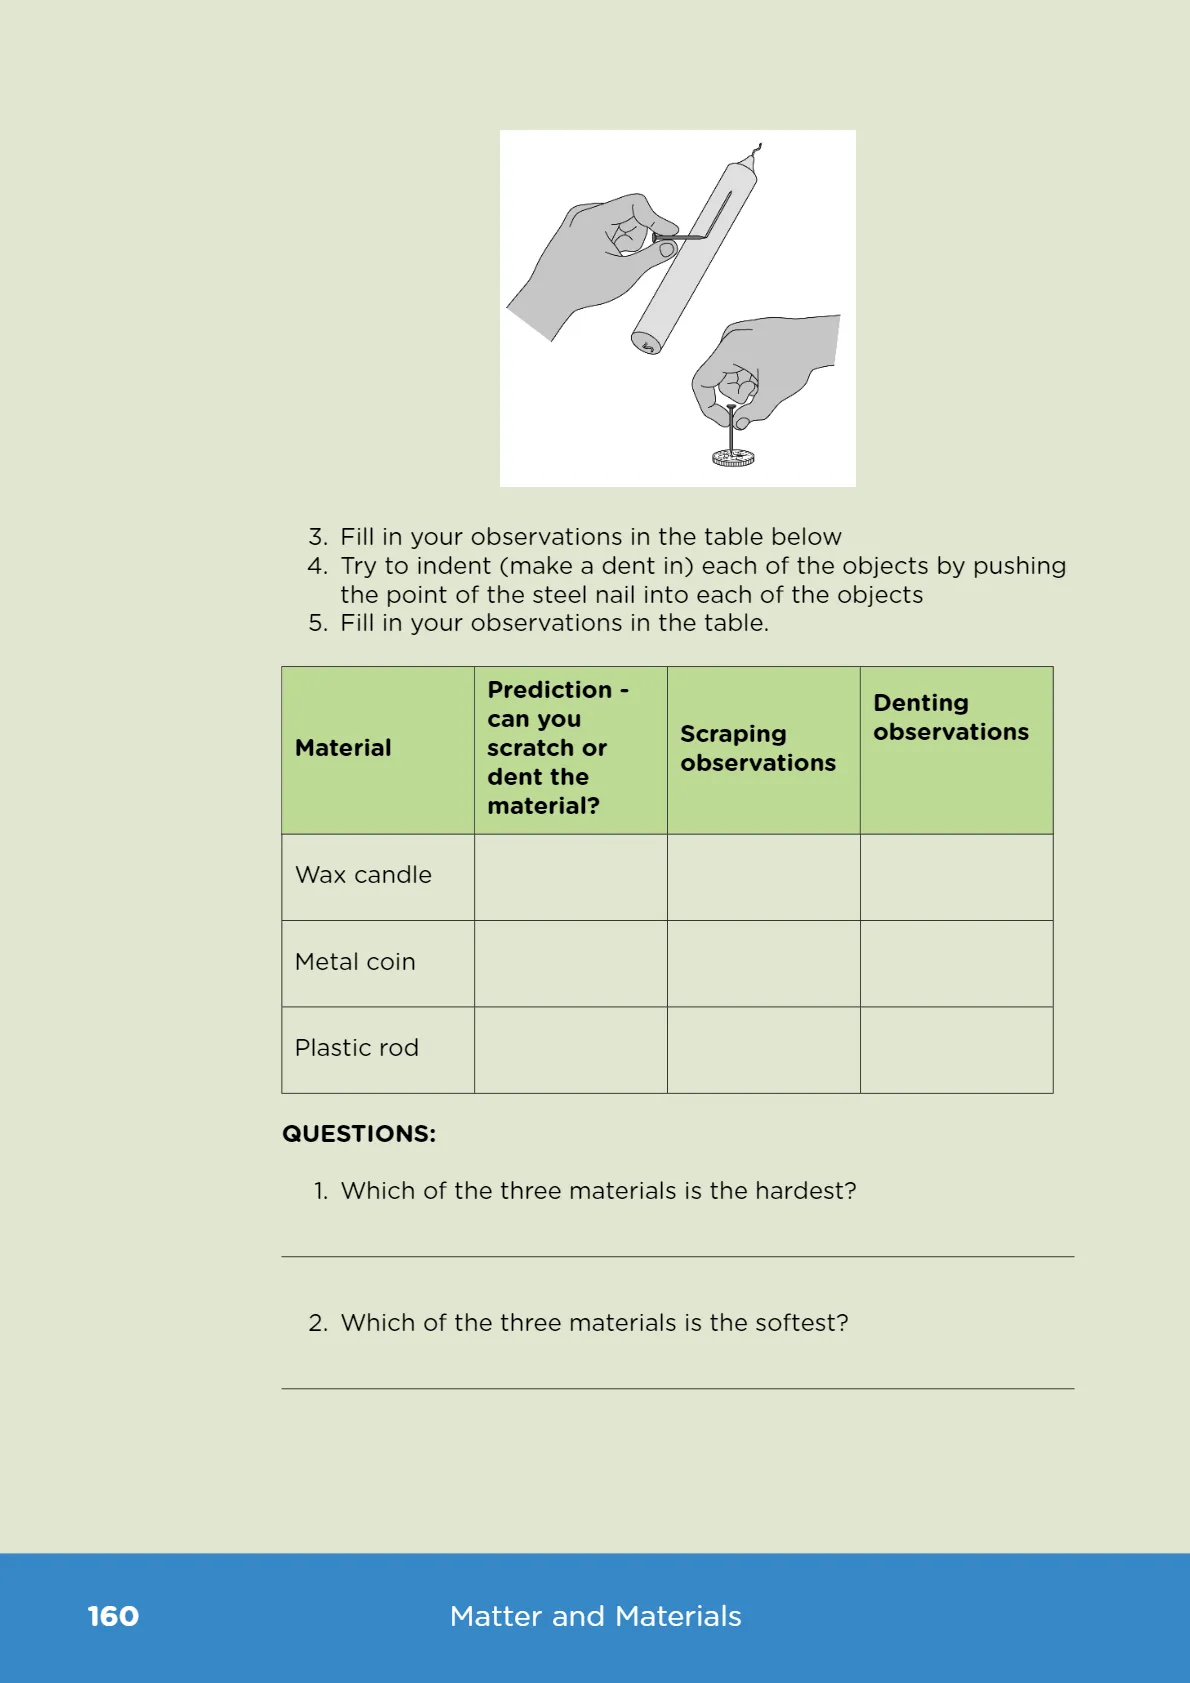 3. Fill in your observations in the table below
4. Try to indent (make a dent in) each of the objects by pushing
the point of the steel nail into each of the objects
5. Fill in your observations in the table.
Material
Prediction -
can you
scratch or
dent the
material?
Scraping
observations
Denting
observations
Wax candle
Metal coin
Plastic rod
QUESTIONS:
1. Which of the three materials is the hardest?
2. Which of the three materials is the softest?
160
Matter and Materials